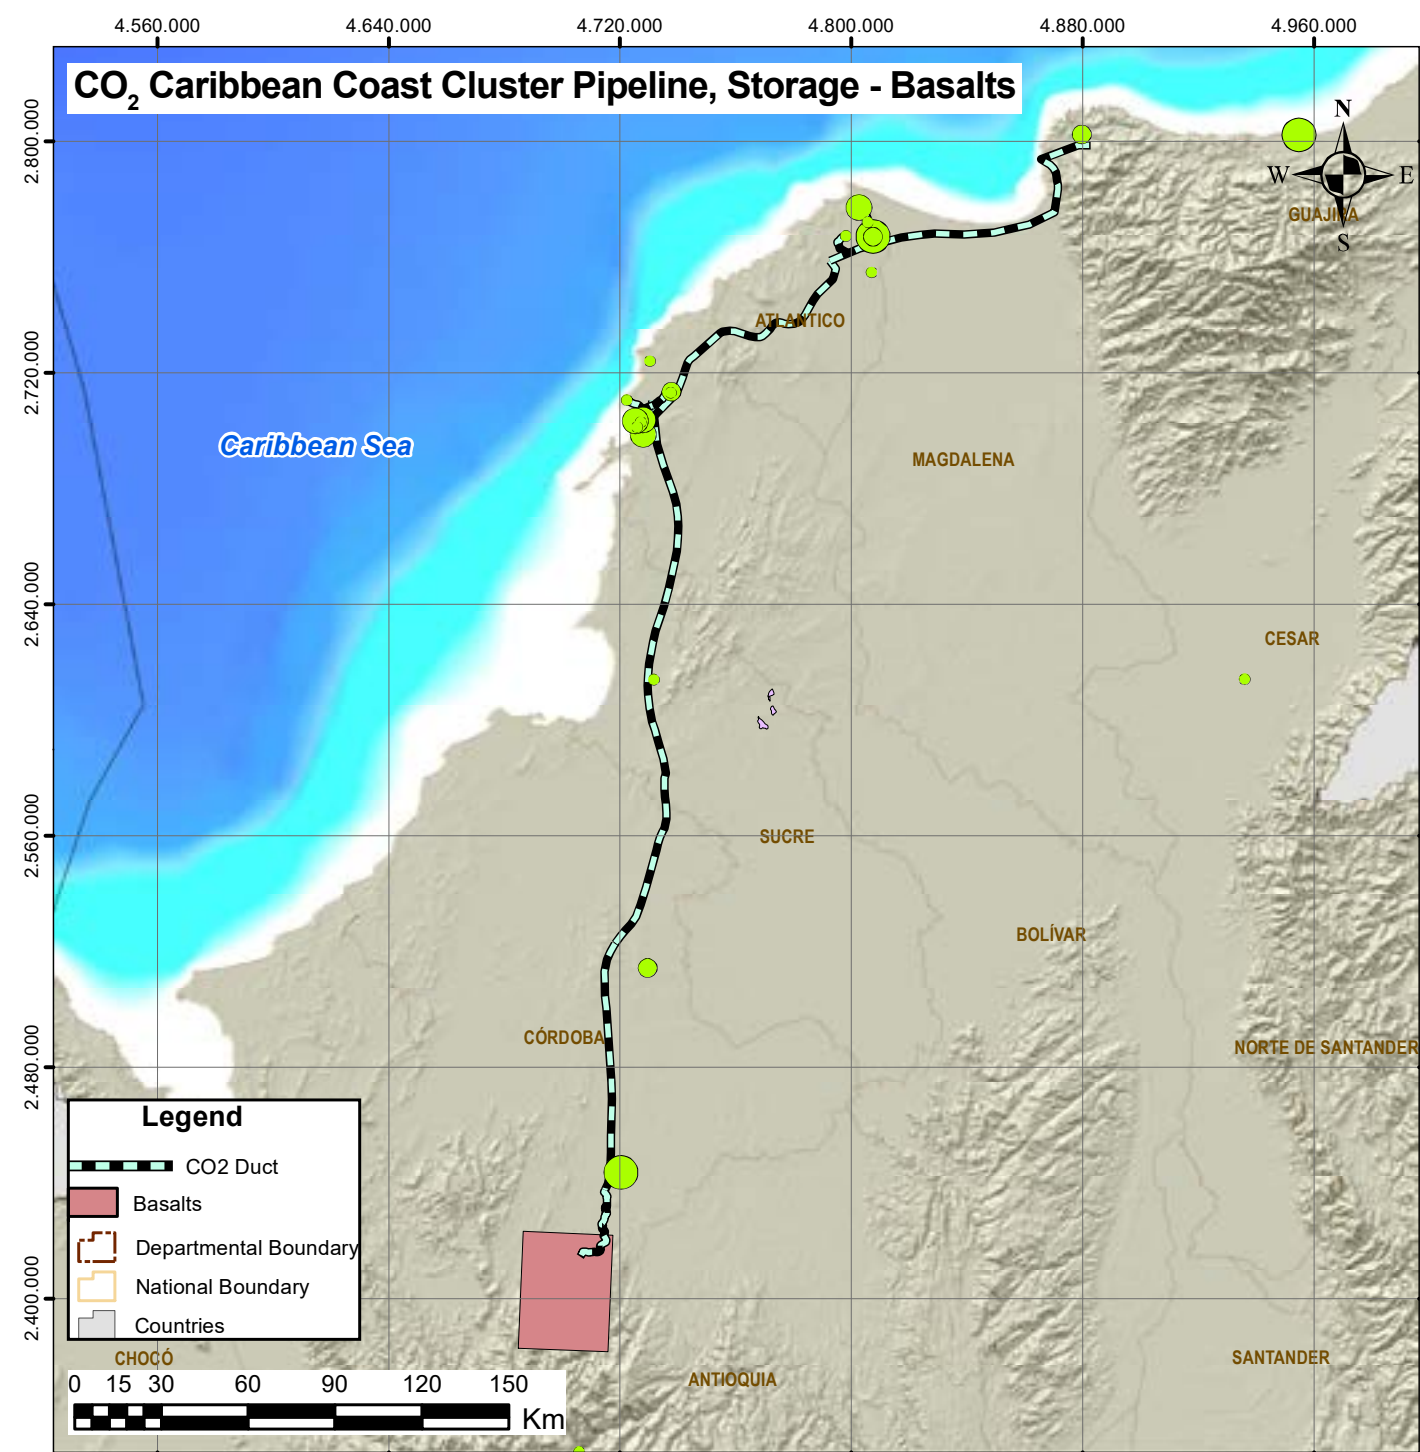 4.560.000 4.640.000 4.720.000 4.800.000 4.880.000 4.960.000
CO2 Caribbean Coast Cluster Pipeline, Storage - Basalts
2.800.000
N
W E
S
GUAJIRA
ATLANTICO
2.720.000
Caribbean Sea
MAGDALENA
2.640.000
CESAR
2.560.000
SUCRE
BOLÍVAR
CÓRDOBA
NORTE DE SANTANDER
2.480.000
Legend
CO2 Duct
Basalts
Departmental Boundary
National Boundary
Countries
2.400.000
CHOCÓ
SANTANDER
ANTIOQUIA
0 15 30 60 90 120 150
Km